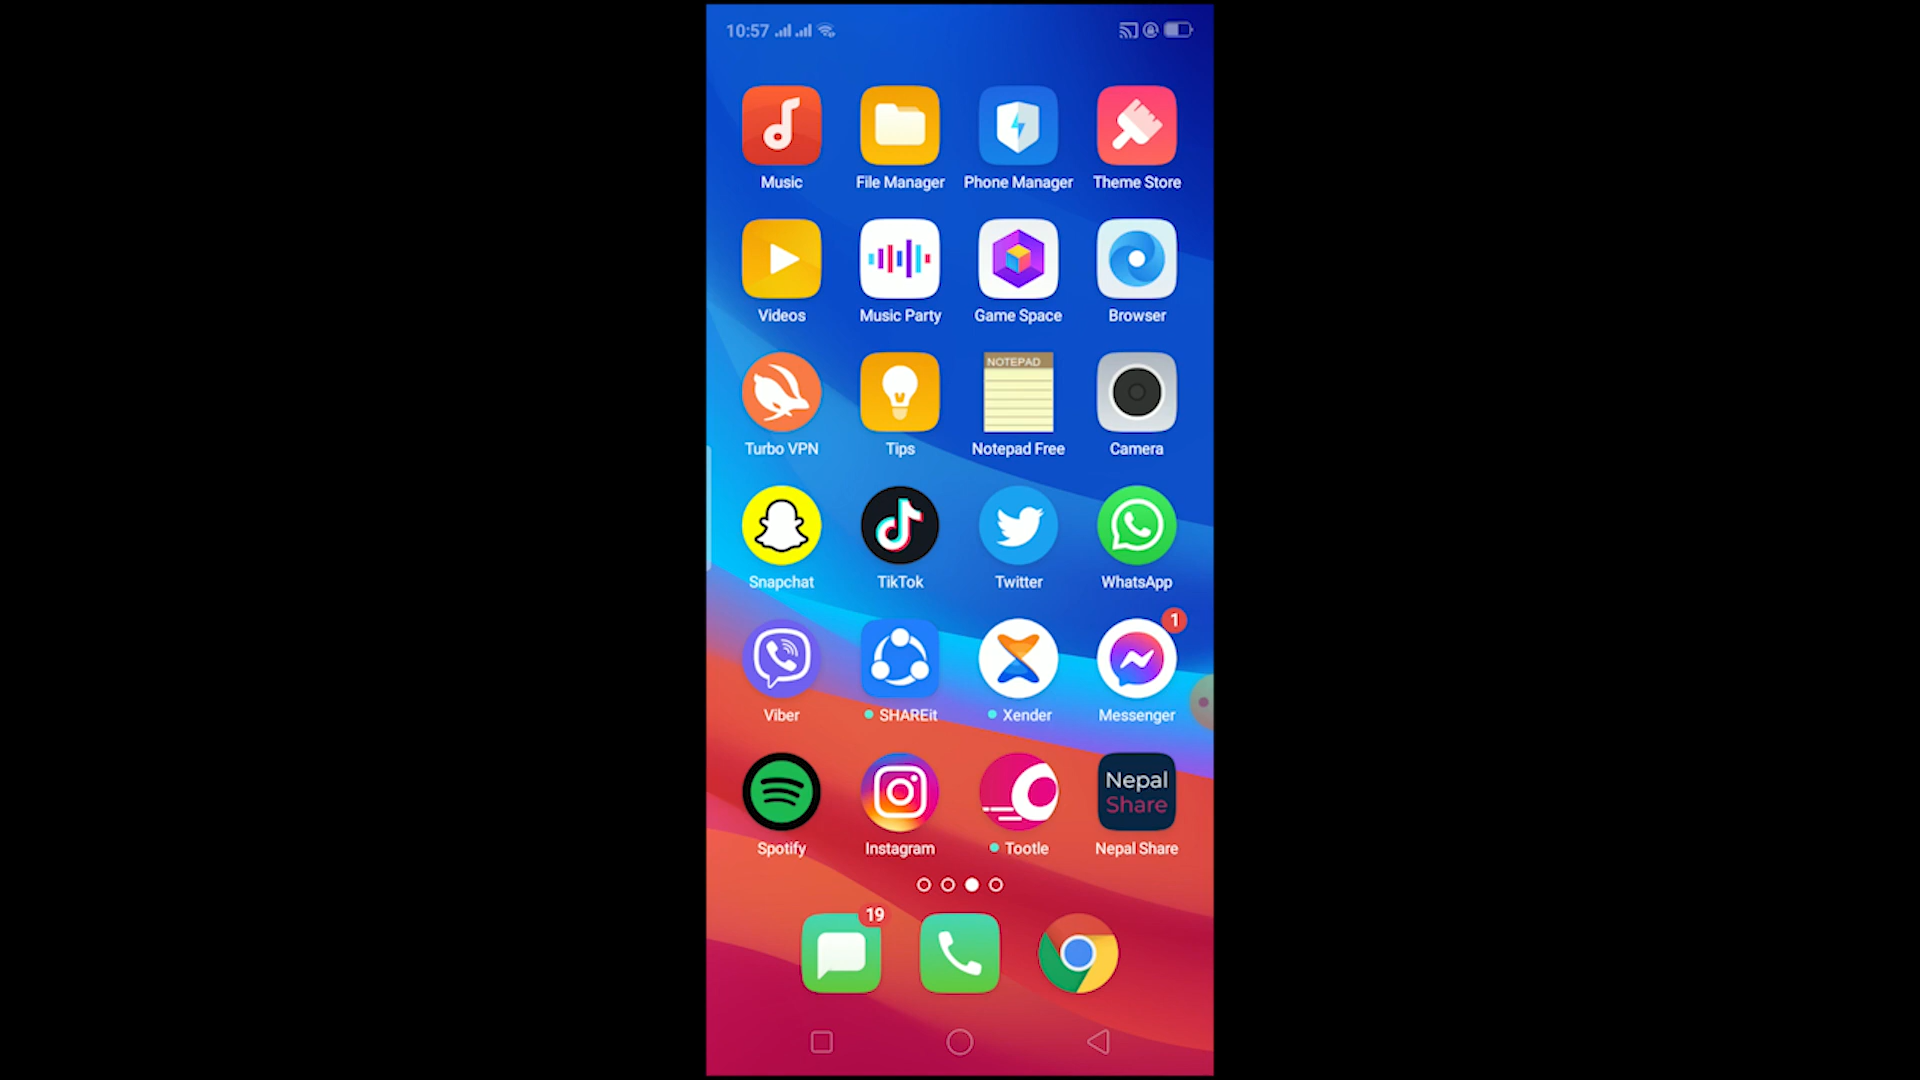 10:57
Music File Manager Phone Manager Theme Store
Videos Music Party Game Space Browser
NOTEPAD
Turbo VPN Tips Notepad Free Camera
Snapchat TikTok Twitter WhatsApp
1
Viber SHAREit Xender Messenger
Nepal
Share
Spotify Instagram Tootle Nepal Share
19